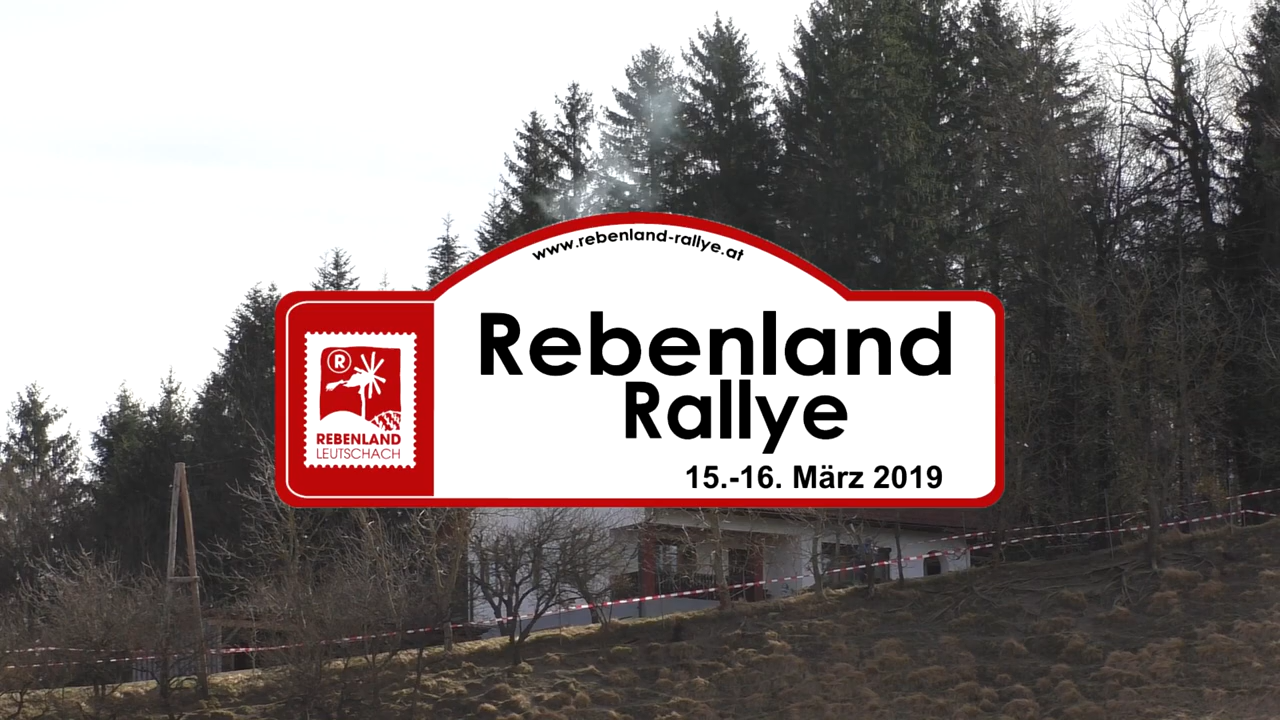 www.rebenland-rallye.at
Rebenland
Rallye
15.-16. März 2019
®
REBENLAND
LEUTSCHACH